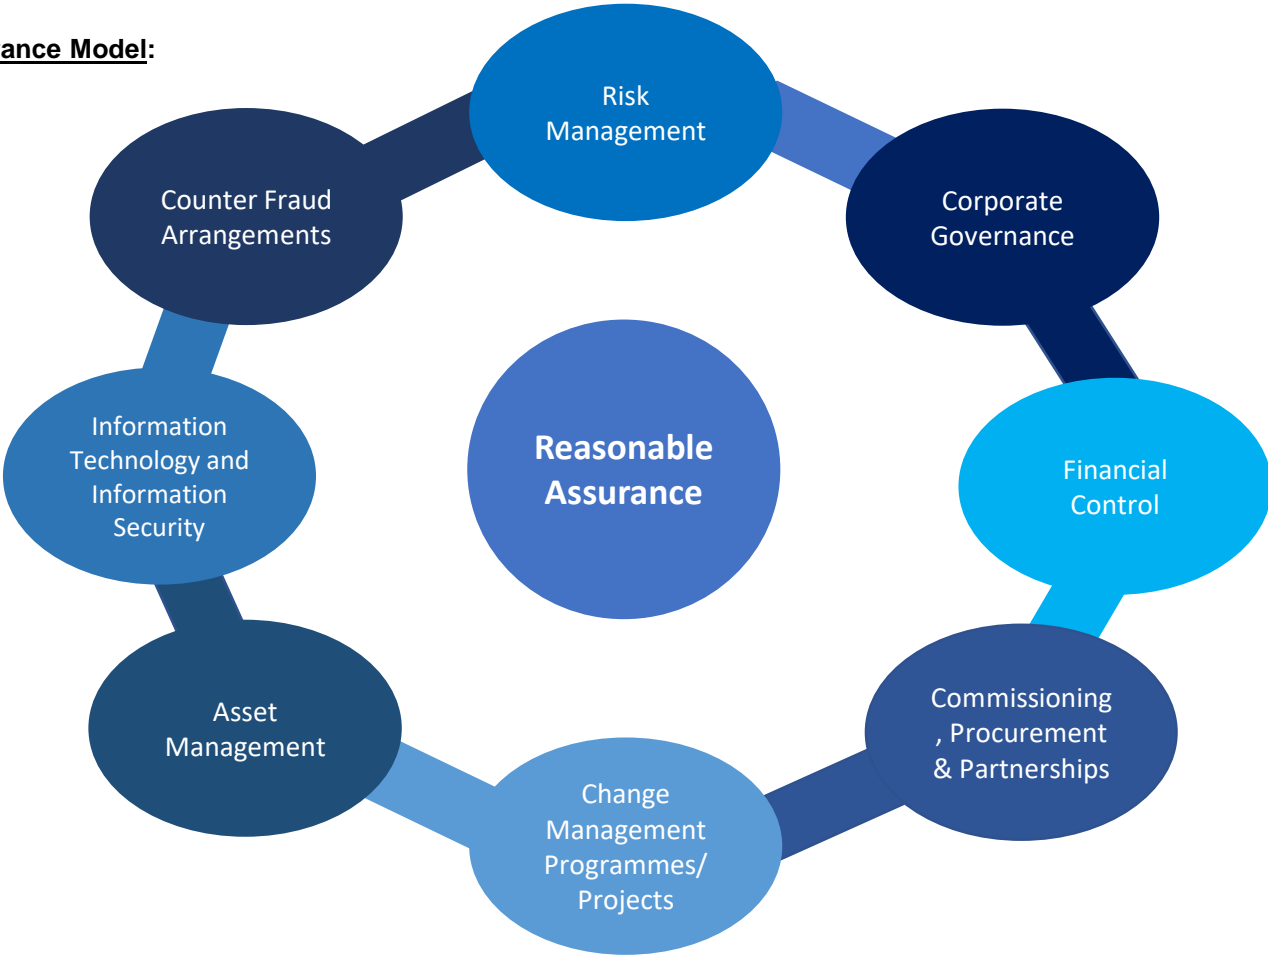 ance Model:
Risk
Management
Corporate
Governance
Financial
Control
Commissioning
, Procurement
& Partnerships
Change
Management
Programmes/
Projects
Asset
Management
Information
Technology and
Information
Security
Counter Fraud
Arrangements
Reasonable
Assurance